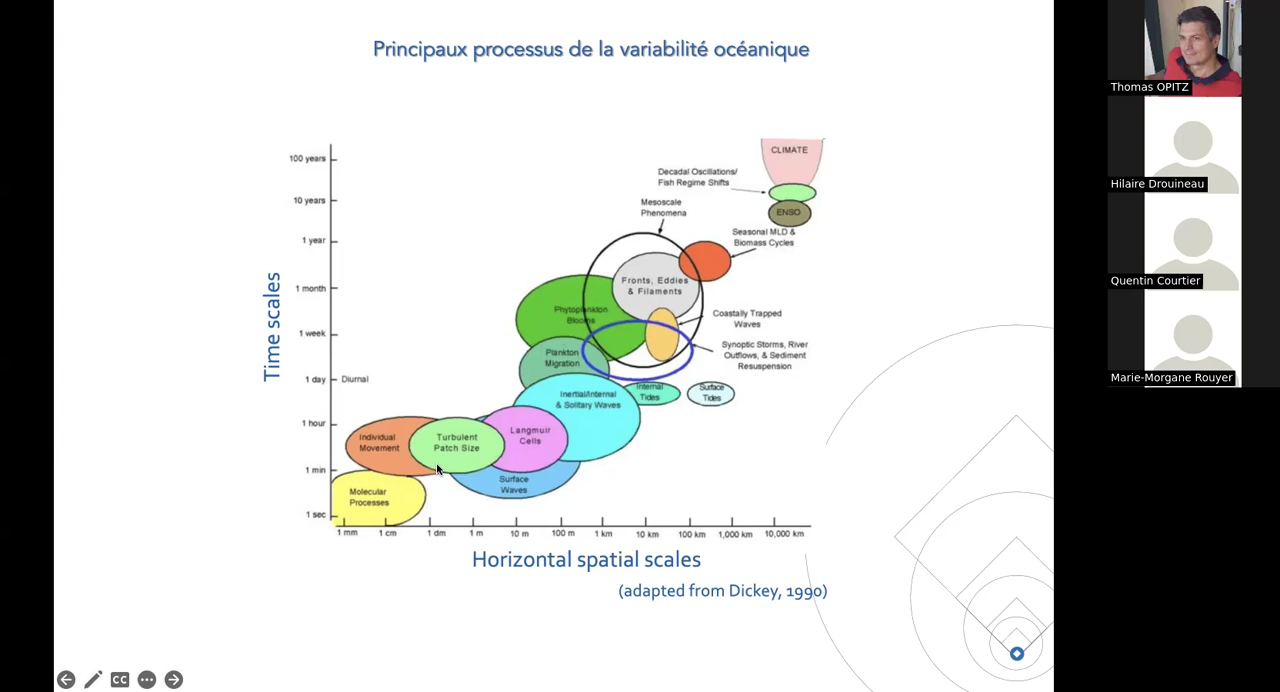 Principaux processus de la variabilité océanique
Time scales
100 years
10 years
1 year
1 month
1 week
1 day
Diurnal
1 hour
1 min
1 sec
CLIMATE
Decadal Oscillations/
Fish Regime Shifts
ENSO
Mesoscale
Phenomena
Seasonal MLD &
Biomass Cycles
Fronts, Eddies
& Filaments
Phytoplankton
Blooms
Coastally Trapped
Waves
Synoptic Storms, River
Outflows, & Sediment
Resuspension
Plankton
Migration
Internal
Tides
Surface
Tides
Inertial/Internal
& Solitary Waves
Langmuir
Cells
Individual
Movement
Turbulent
Patch Size
Surface
Waves
Molecular
Processes
1 mm
1 cm
1 dm
1 m
10 m
100 m
1 km
10 km
100 km
1,000 km
10,000 km
Horizontal spatial scales
(adapted from Dickey, 1990)
CC
Thomas OPITZ
Hilaire Drouineau
Quentin Courtier
Marie-Morgane Rouyer